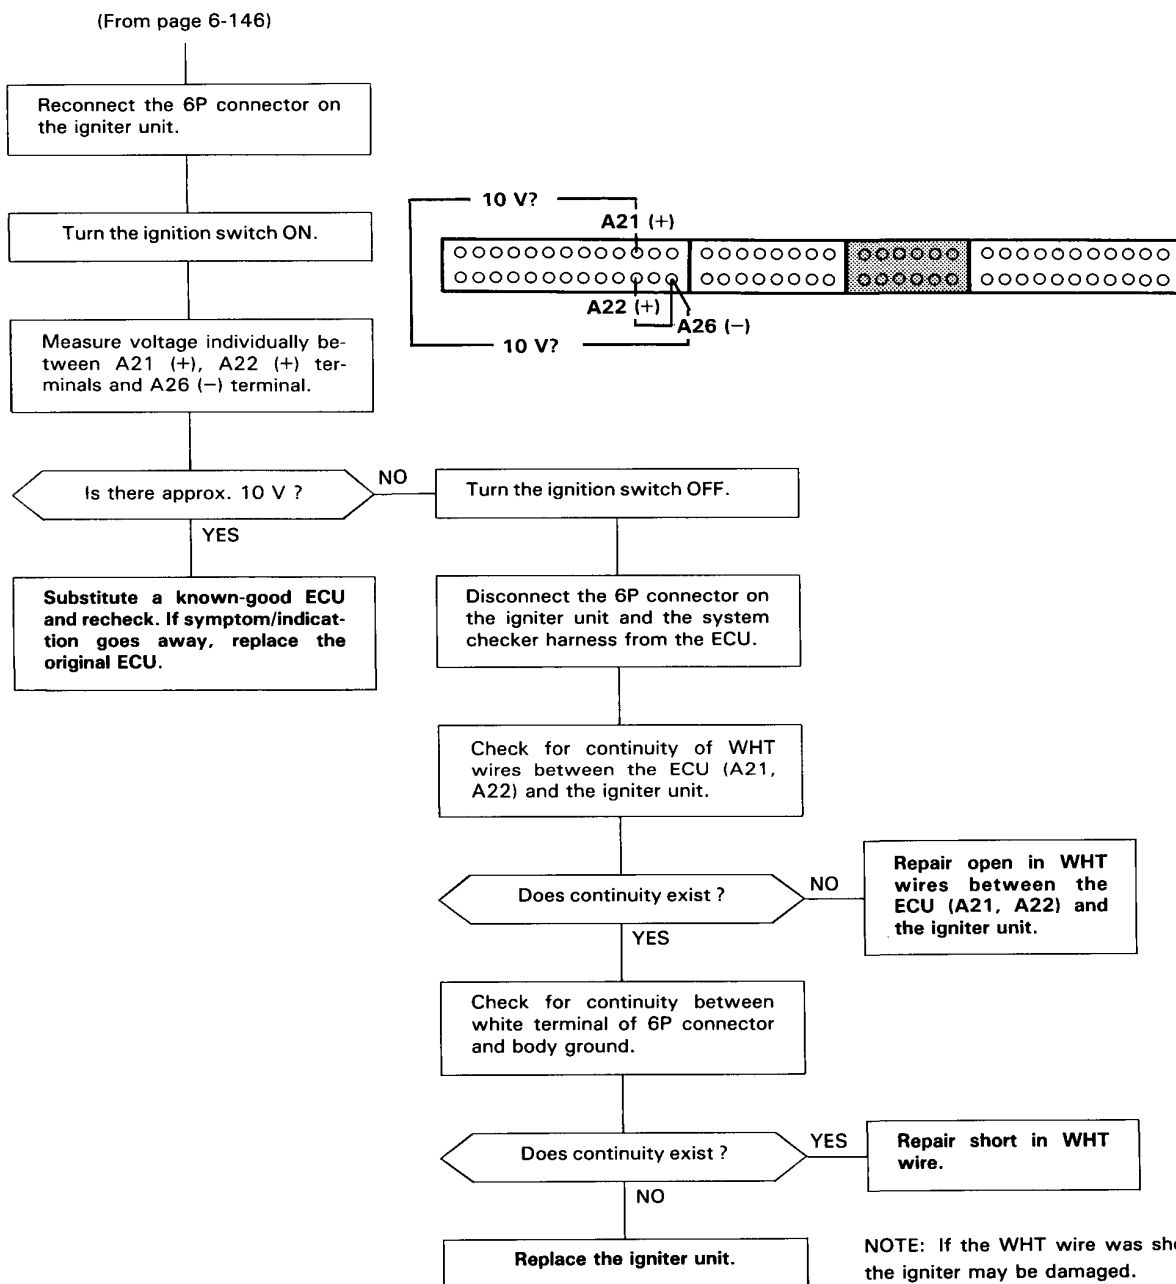 (From page 6-146)
Reconnect the 6P connector on
the igniter unit.
Turn the ignition switch ON.
10 V?
A21 (+)
A22 (+)
A26 (−)
10 V?
Measure voltage individually be-
tween A21 (+), A22 (+) ter-
minals and A26 (−) terminal.
Is there approx. 10 V ?
NO
YES
Turn the ignition switch OFF.
Substitute a known-good ECU
and recheck. If symptom/indicat-
tion goes away, replace the
original ECU.
Disconnect the 6P connector on
the igniter unit and the system
checker harness from the ECU.
Check for continuity of WHT
wires between the ECU (A21,
A22) and the igniter unit.
Does continuity exist ?
NO
YES
Repair open in WHT
wires between the
ECU (A21, A22) and
the igniter unit.
Check for continuity between
white terminal of 6P connector
and body ground.
Does continuity exist ?
YES
NO
Repair short in WHT
wire.
Replace the igniter unit.
NOTE: If the WHT wire was
the igniter may be damaged.